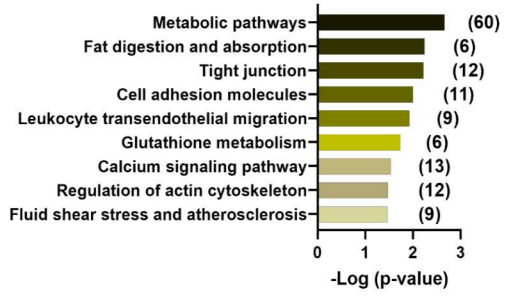 Metabolic pathways (60)
Fat digestion and absorption (6)
Tight junction (12)
Cell adhesion molecules (11)
Leukocyte transendothelial migration (9)
Glutathione metabolism (6)
Calcium signaling pathway (13)
Regulation of actin cytoskeleton (12)
Fluid shear stress and atherosclerosis (9)
0 1 2 3
-Log (p-value)